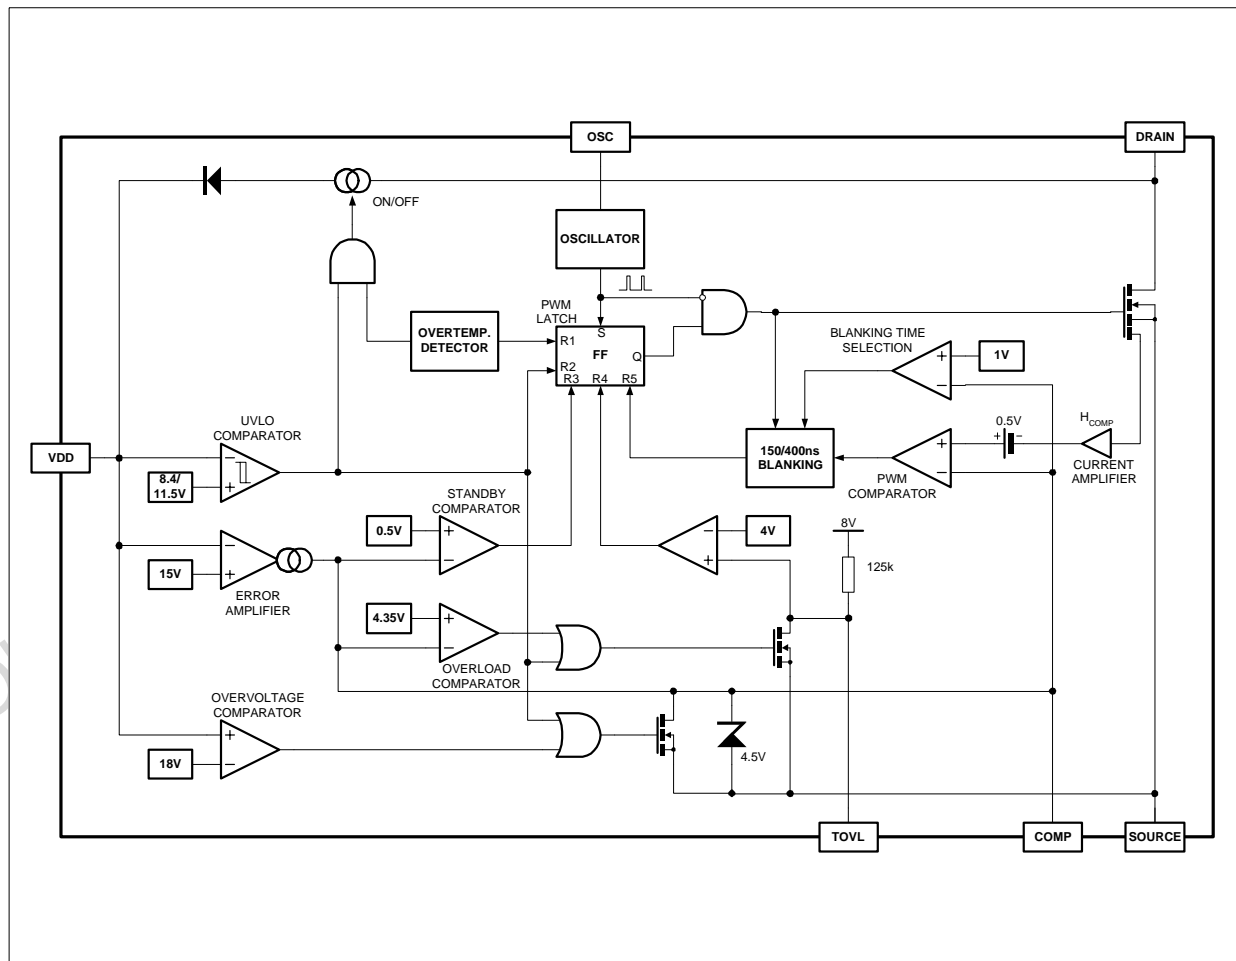 OSC
DRAIN
ON/OFF
OSCILLATOR
PWM
LATCH
OVERTEMP.
DETECTOR
R1
S
FF
R2
Q
R3
R4
R5
BLANKING TIME
SELECTION
+
1V
−
UVLO
COMPARATOR
VDD
−
8.4/
11.5V
+
150/400ns
BLANKING
+
−
PWM
COMPARATOR
0.5V
+
−
HCOMP
CURRENT
AMPLIFIER
STANDBY
COMPARATOR
0.5V
+
−
−
4V
+
8V
125k
−
15V
+
ERROR
AMPLIFIER
4.35V
+
−
OVERLOAD
COMPARATOR
OVERVOLTAGE
COMPARATOR
+
18V
−
4.5V
TOVL
COMP
SOURCE